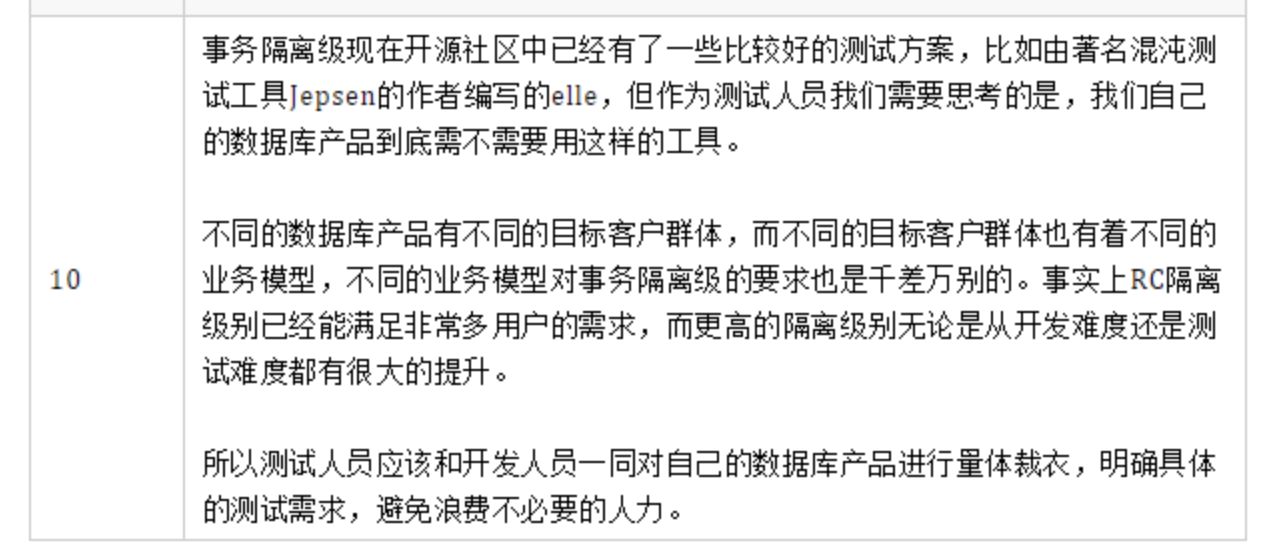 事务隔离级现在开源社区中已经有了一些比较好的测试方案，比如由著名混沌测
试工具Jepsen的作者编写的elle，但作为测试人员我们需要思考的是，我们自己
的数据库产品到底需不需要用这样的工具。
不同的数据库产品有不同的目标客户群体，而不同的目标客户群体也有着不同的
10
业务模型，不同的业务模型对事务隔离级的要求也是千差万别的。事实上RC隔离
级别已经能满足非常多用户的需求，而更高的隔离级别无论是从开发难度还是测
试难度都有很大的提升。
所以测试人员应该和开发人员一同对自己的数据库产品进行量体裁衣，明确具体
的测试需求，避免浪费不必要的人力。